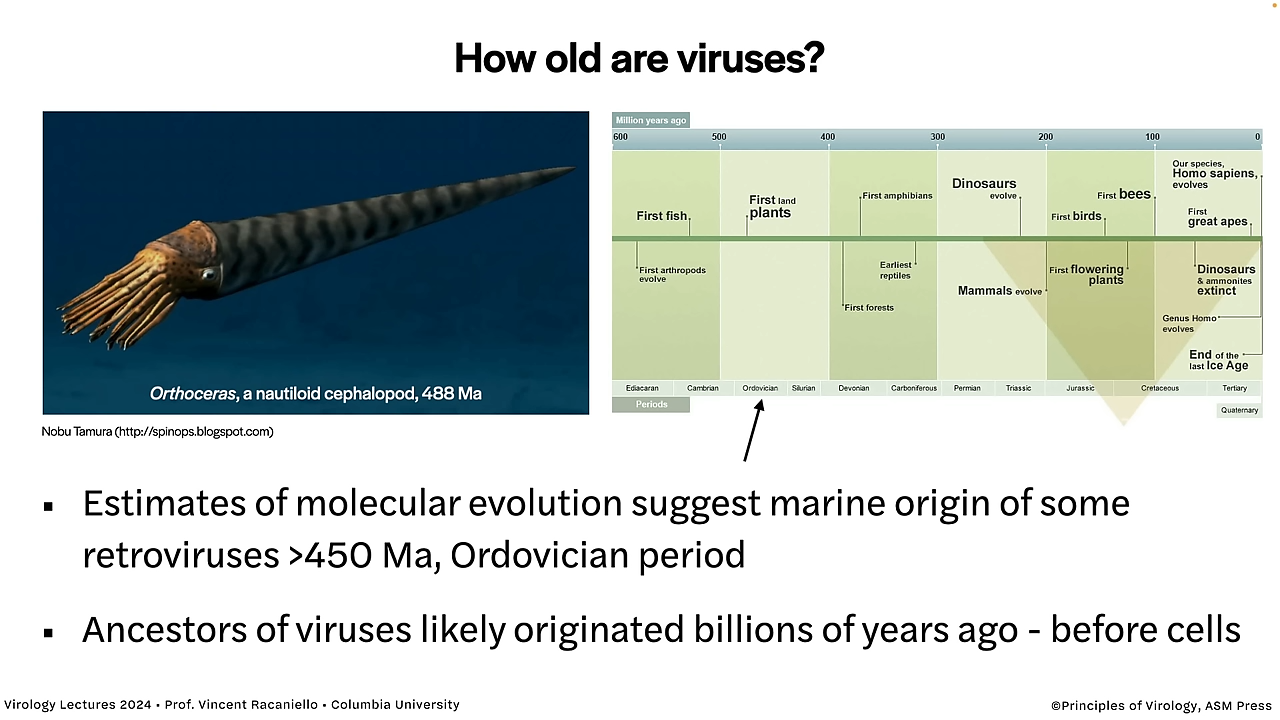 How old are viruses?
Orthoceras, a nautiloid cephalopod, 488 Ma
Nobu Tamura (http://spinops.blogspot.com)
Million years ago
600 500 400 300 200 100 0
First fish
First land
plants
First amphibians
Dinosaurs
evolve
First birds
First bees
Our species,
Homo sapiens,
evolves
First
great apes
First arthropods
evolve
First forests
Earliest
reptiles
Mammals evolve
First flowering
plants
Dinosaurs
& ammonites
extinct
Genus Homo
evolves
End of the
last Ice Age
Ediacaran Cambrian Ordovician Silurian Devonian Carboniferous Permian Triassic Jurassic Cretaceous Tertiary
Periods
Quaternary
▪ Estimates of molecular evolution suggest marine origin of some
retroviruses >450 Ma, Ordovician period
▪ Ancestors of viruses likely originated billions of years ago - before cells
Virology Lectures 2024 • Prof. Vincent Racaniello • Columbia University
©Principles of Virology, ASM Press